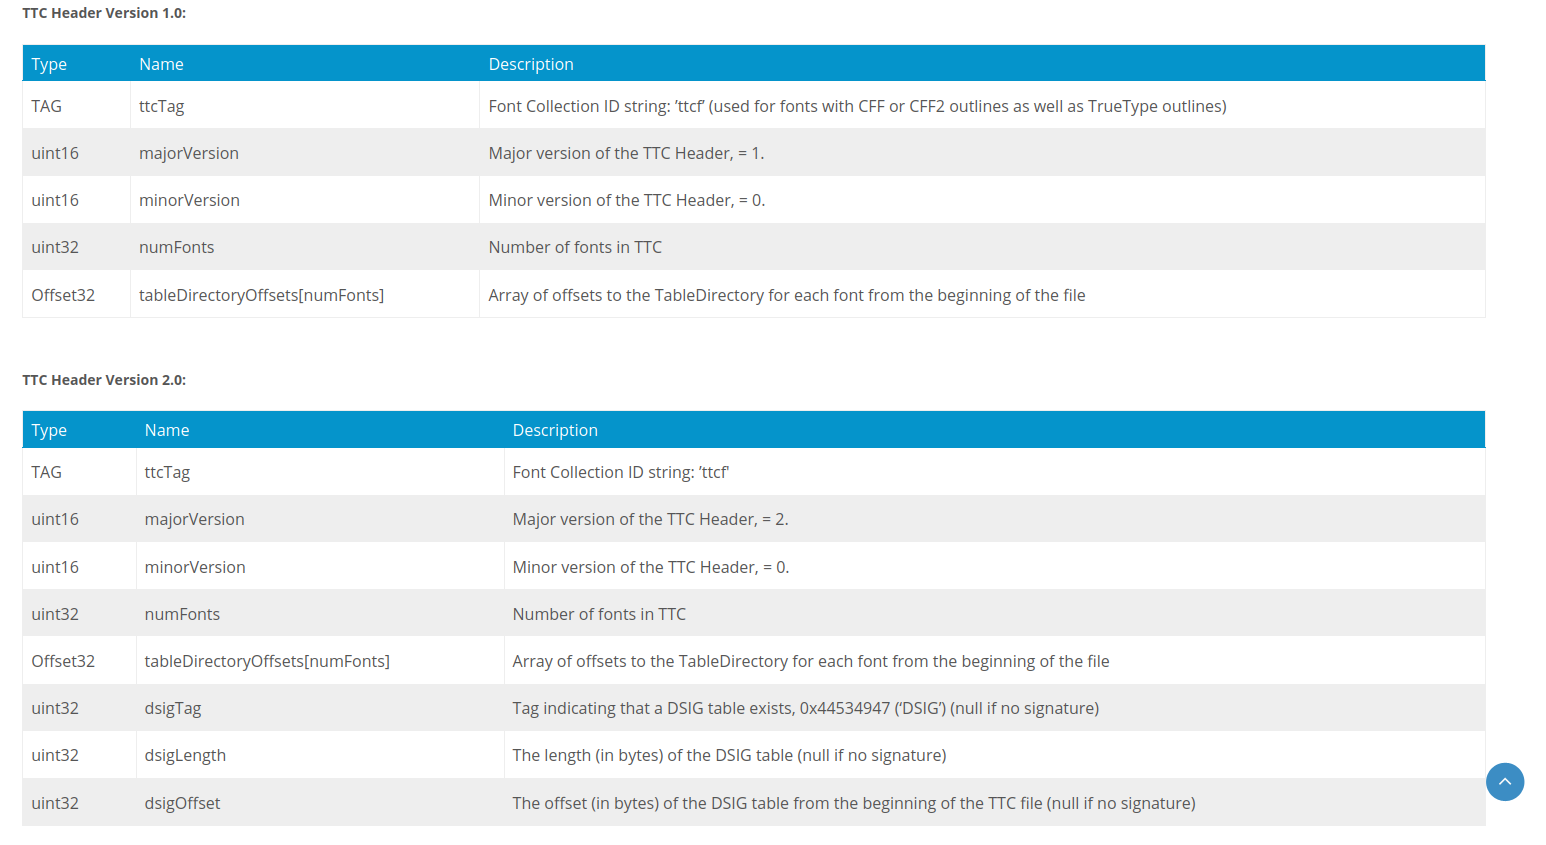 TTC Header Version 1.0:
Type Name Description
TAG ttcTag Font Collection ID string: ’ttcf’ (used for fonts with CFF or CFF2 outlines as well as TrueType outlines)
uint16 majorVersion Major version of the TTC Header, = 1.
uint16 minorVersion Minor version of the TTC Header, = 0.
uint32 numFonts Number of fonts in TTC
Offset32 tableDirectoryOffsets[numFonts] Array of offsets to the TableDirectory for each font from the beginning of the file
TTC Header Version 2.0:
Type Name Description
TAG ttcTag Font Collection ID string: ’ttcf'
uint16 majorVersion Major version of the TTC Header, = 2.
uint16 minorVersion Minor version of the TTC Header, = 0.
uint32 numFonts Number of fonts in TTC
Offset32 tableDirectoryOffsets[numFonts] Array of offsets to the TableDirectory for each font from the beginning of the file
uint32 dsigTag Tag indicating that a DSIG table exists, 0x44534947 (‘DSIG’) (null if no signature)
uint32 dsigLength The length (in bytes) of the DSIG table (null if no signature)
uint32 dsigOffset The offset (in bytes) of the DSIG table from the beginning of the TTC file (null if no signature)